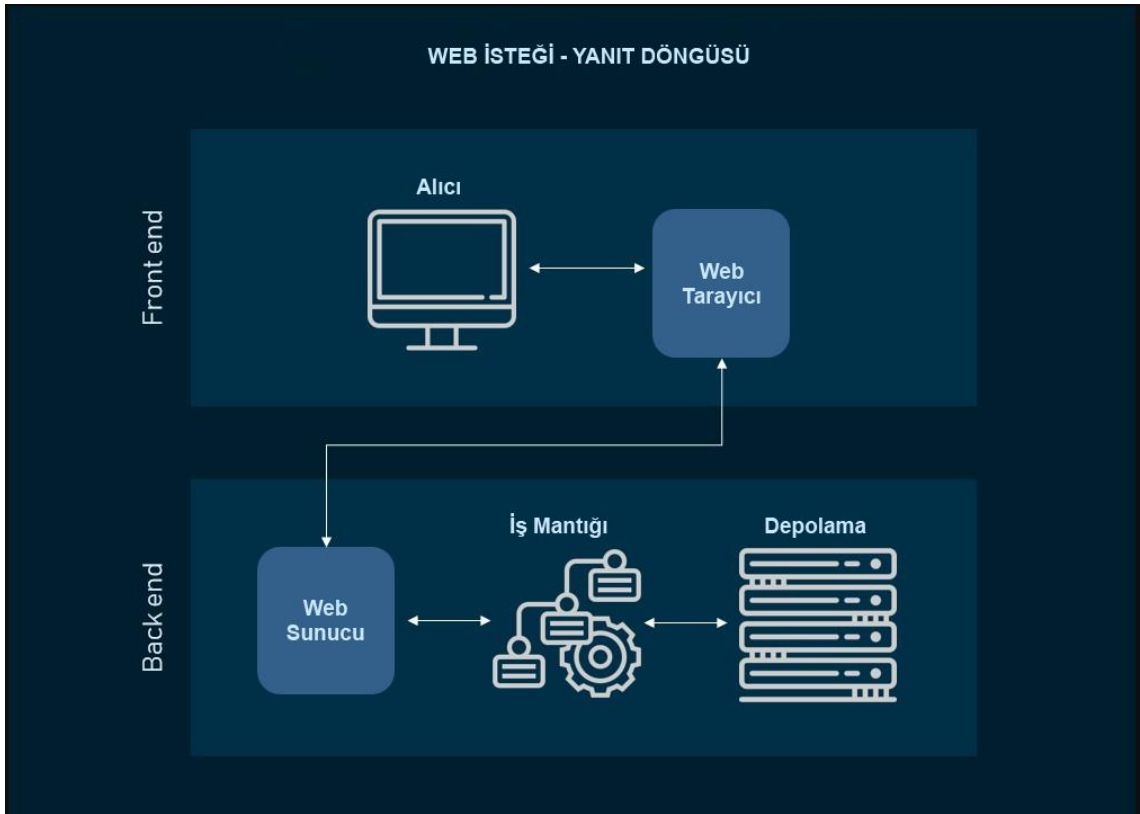 WEB İSTEĞİ - YANIT DÖNGÜSÜ
Front end
Alıcı
Web
Tarayıcı
Back end
Web
Sunucu
İş Mantığı
Depolama